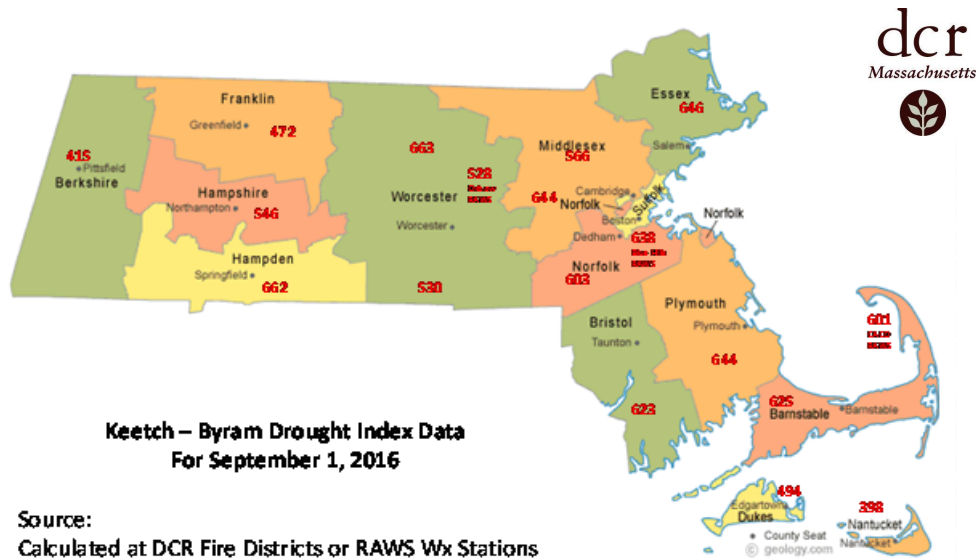 dcr
Massachusetts
Franklin
Greenfield
472
Essex
646
Salem
415
Pittsfield
Berkshire
663
528
Worcester
Worcester
530
Middlesex
566
644
Cambridge
Norfolk
Suffolk
Boston
Dedham
638
Norfolk
603
Norfolk
Hampshire
Northampton
546
Hampden
Springfield
662
Bristol
Taunton
623
Plymouth
Plymouth
644
601
625
Barnstable
Barnstable
494
Edgartown
Dukes
398
Nantucket
Nantucket
Keetch – Byram Drought Index Data
For September 1, 2016
Source:
Calculated at DCR Fire Districts or RAWS Wx Stations
County Seat
© geology.com